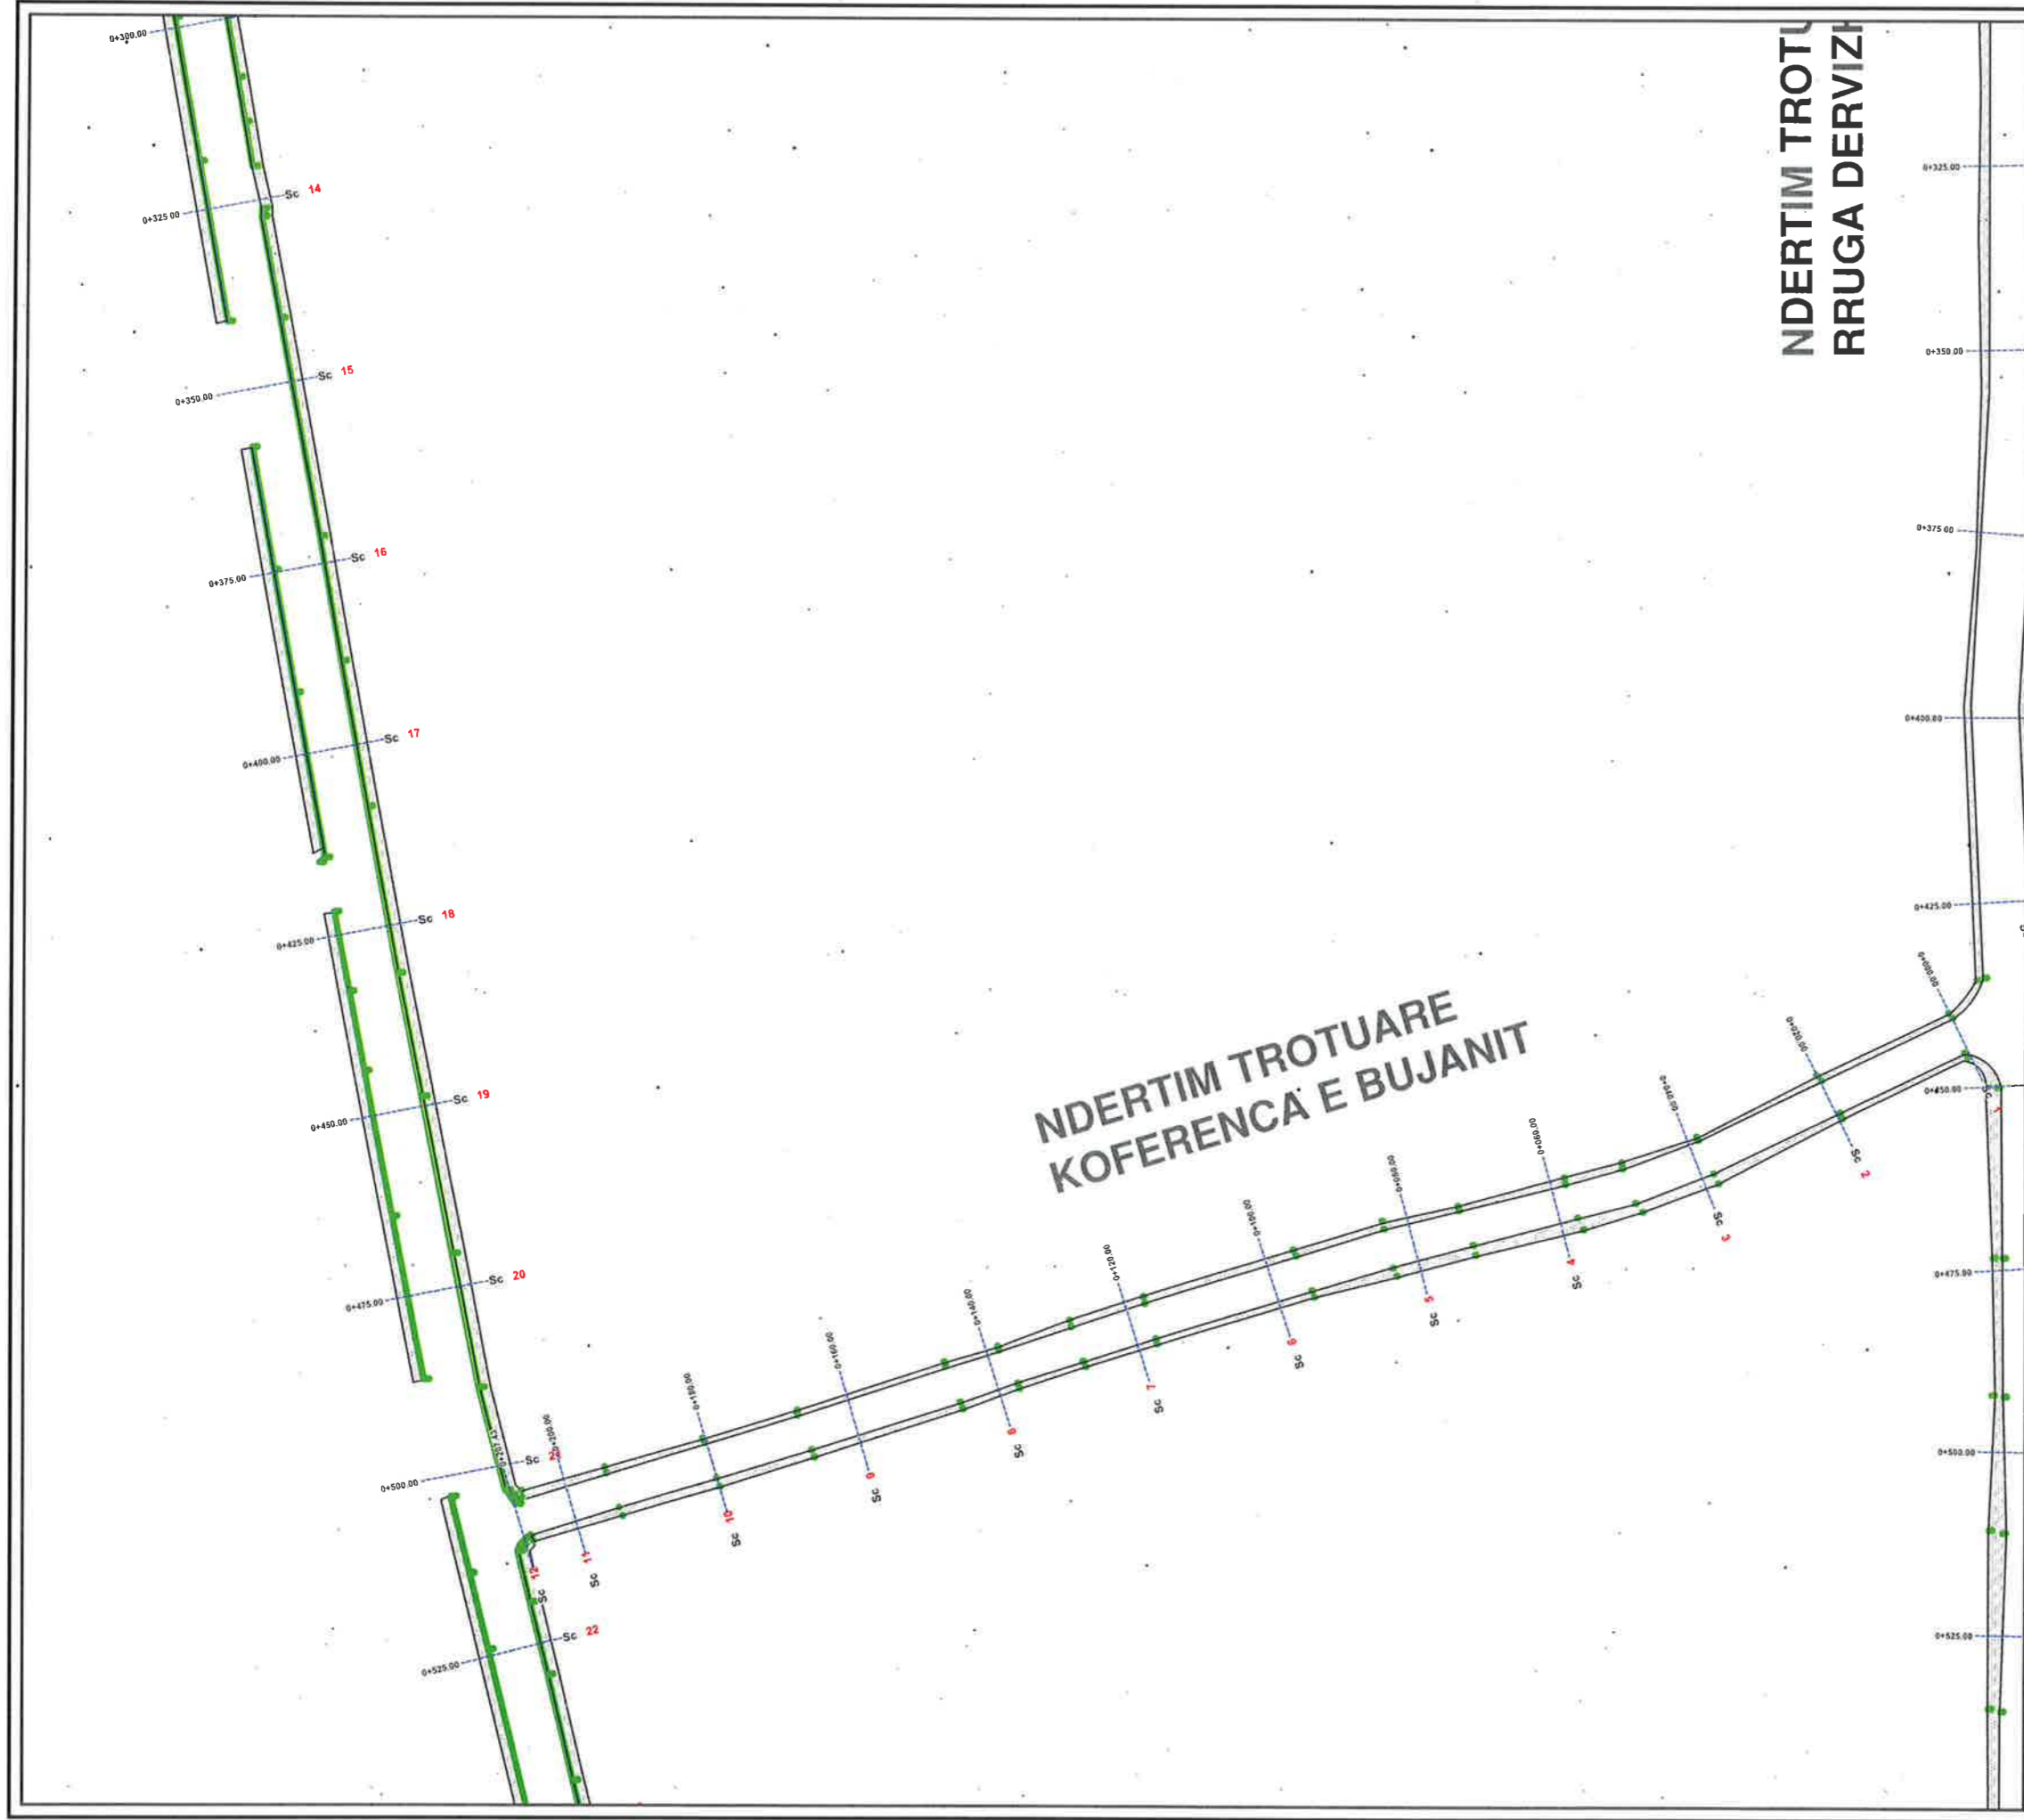 NDERTIM TROTU
RRUGA DERVIZH
NDERTIM TROTUARE
KOFERENCA E BUJANIT
0+300.00
0+325.00
Sc 14
0+350.00
Sc 15
0+375.00
Sc 16
0+400.00
Sc 17
0+425.00
Sc 18
0+450.00
Sc 19
0+475.00
Sc 20
0+500.00
Sc 21
0+525.00
Sc 22
0+000.00
Sc 1
0+020.00
Sc 2
0+040.00
Sc 3
0+060.00
Sc 4
0+080.00
Sc 5
0+100.00
Sc 6
0+120.00
Sc 7
0+140.00
Sc 8
0+160.00
Sc 9
0+180.00
Sc 10
0+200.00
Sc 11
Sc 12
0+325.00
0+350.00
0+375.00
0+400.00
0+425.00
0+450.00
0+475.00
0+500.00
0+525.00